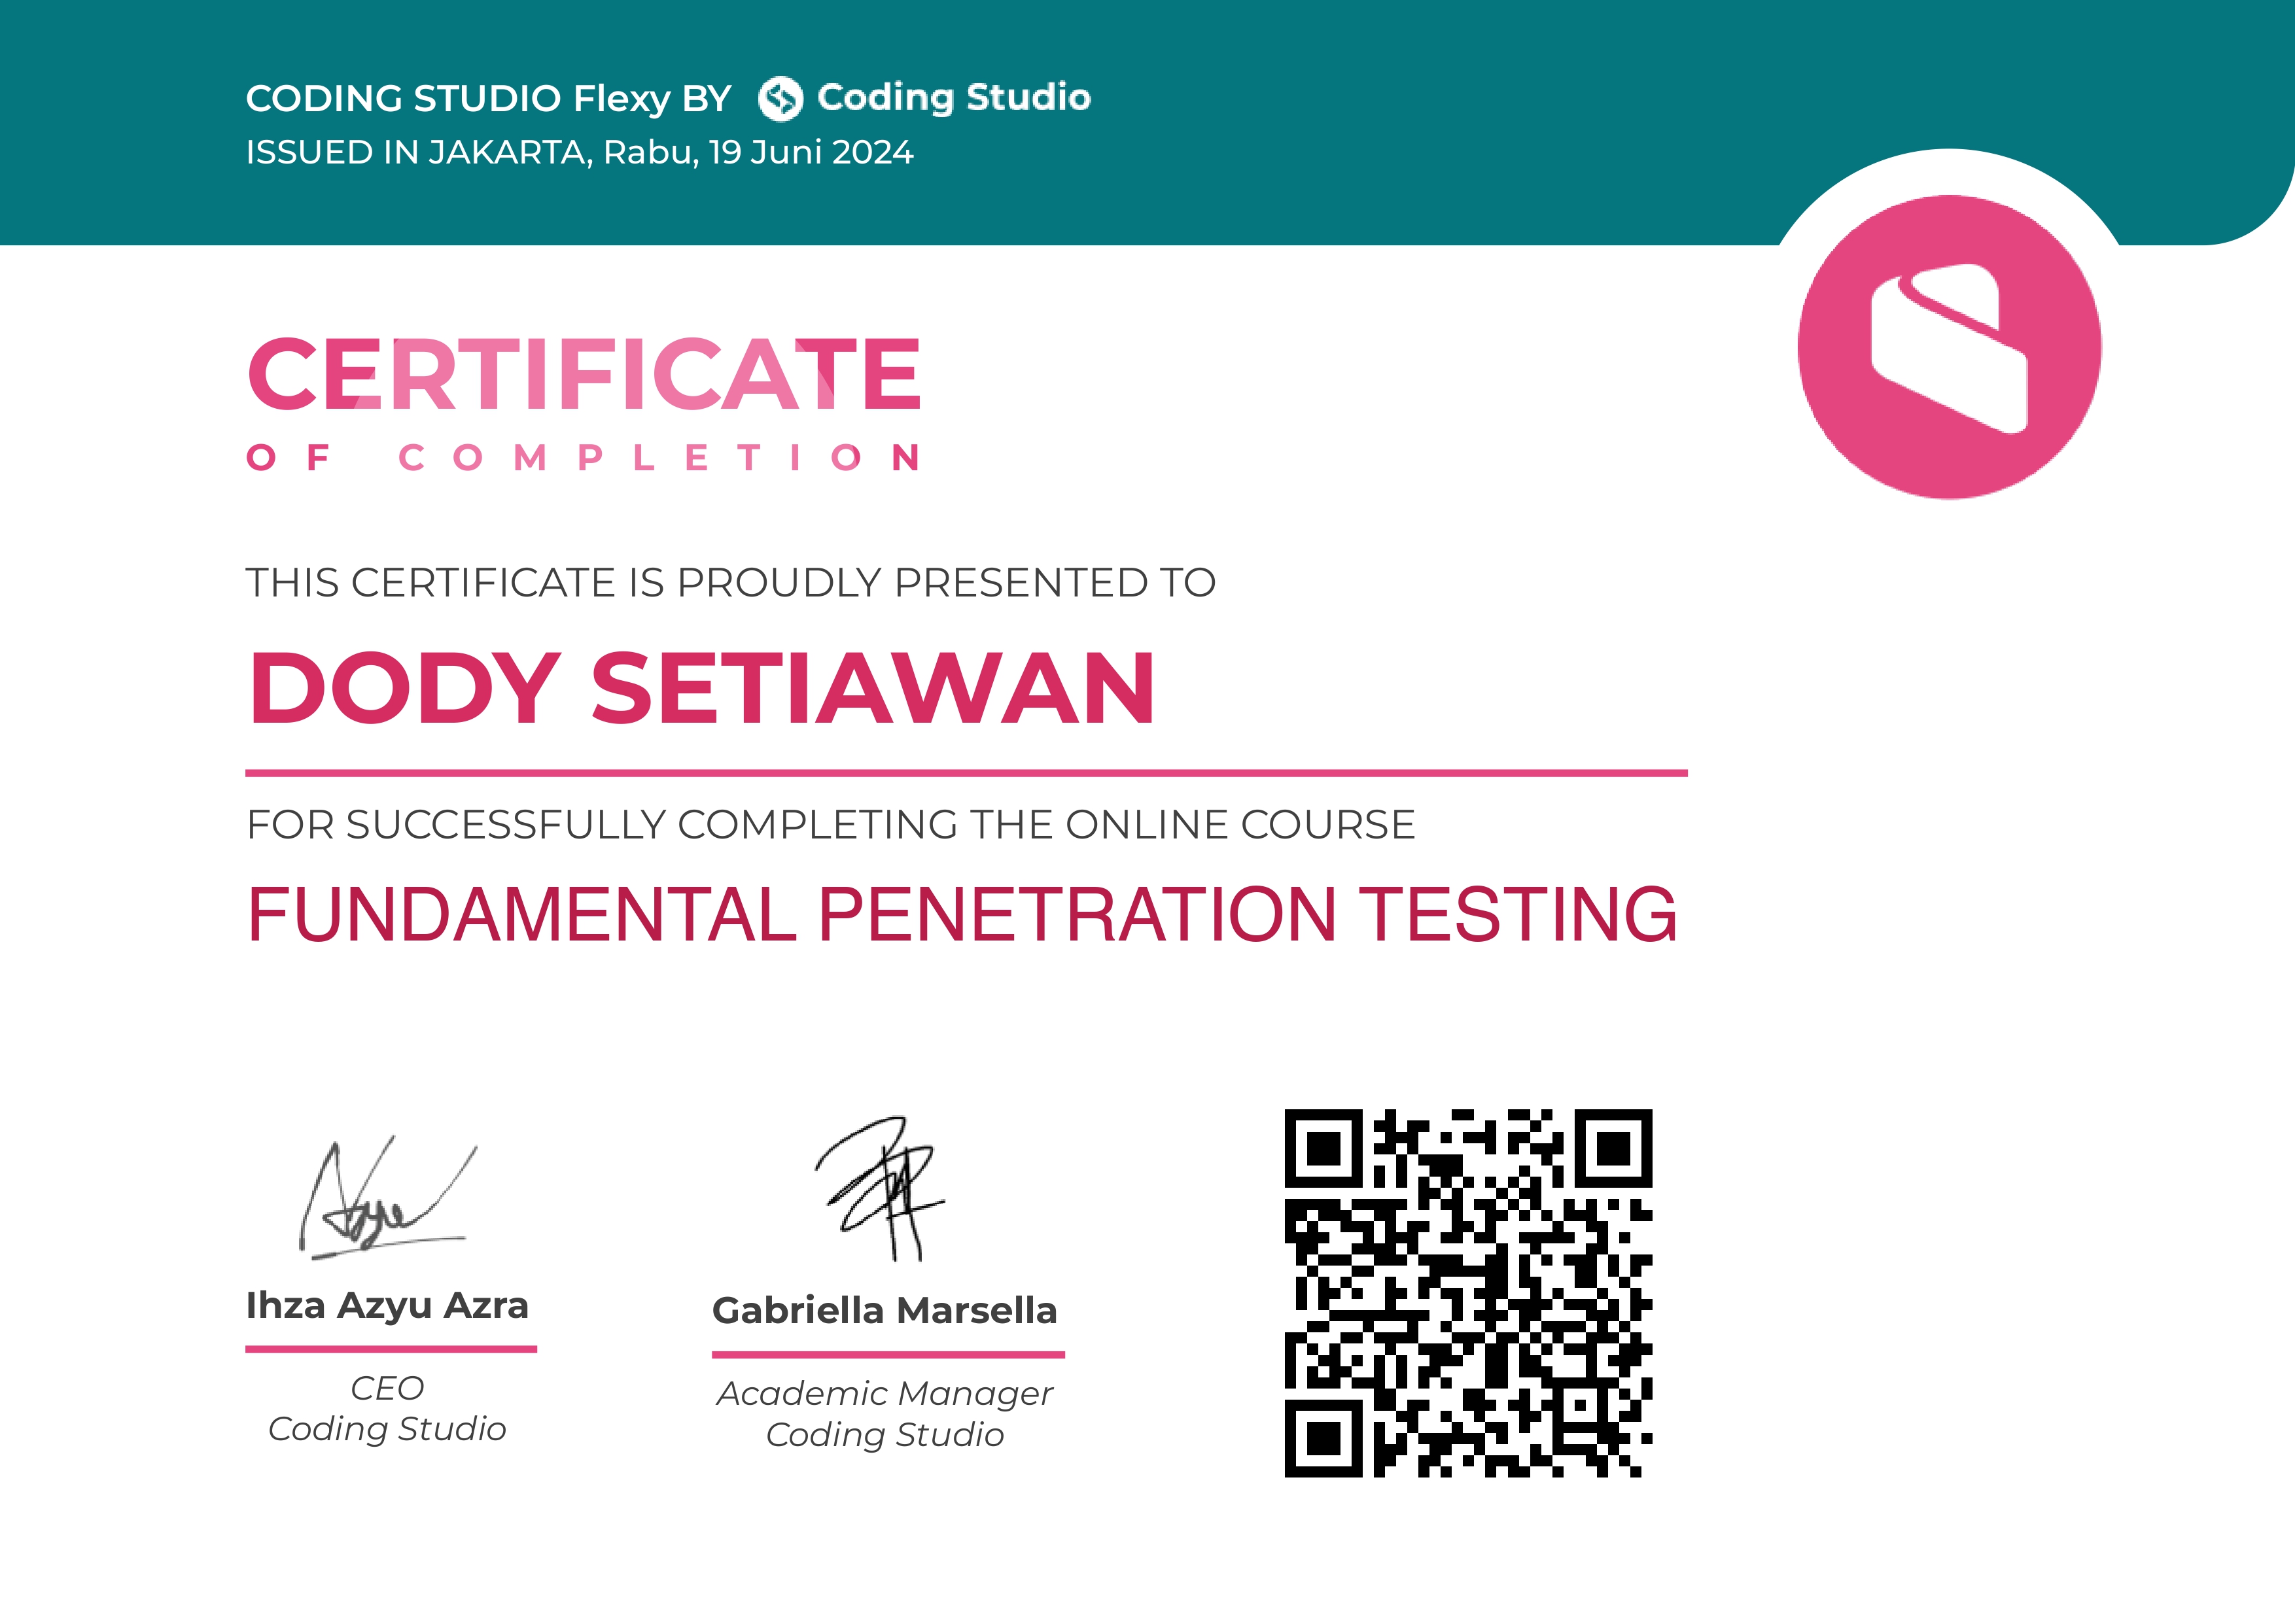 CODING STUDIO Flexy BY Coding Studio
ISSUED IN JAKARTA, Rabu, 19 Juni 2024
CERTIFICATE
OF COMPLETION
THIS CERTIFICATE IS PROUDLY PRESENTED TO
DODY SETIAWAN
FOR SUCCESSFULLY COMPLETING THE ONLINE COURSE
FUNDAMENTAL PENETRATION TESTING
Ihza Azyu Azra
CEO
Coding Studio
Gabriella Marsella
Academic Manager
Coding Studio